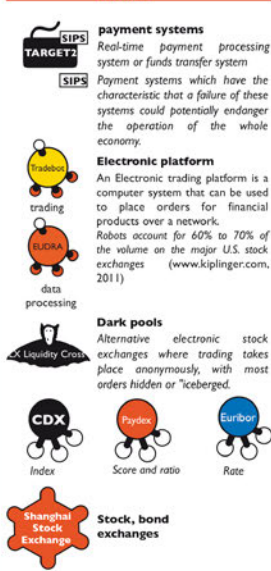 payment systems
SIPS
TARGET2
Real-time payment processing
system or funds transfer system
SIPS
Payment systems which have the
characteristic that a failure of these
systems could potentially endanger
the operation of the whole
economy.
Electronic platform
Tradebot
An Electronic trading platform is a
computer system that can be used
to place orders for financial
products over a network.
trading
EUDRA
Robots account for 60% to 70% of
the volume on the major U.S. stock
exchanges (www.kiplinger.com,
2011)
data
processing
Dark pools
CX Liquidity Cross
Alternative electronic stock
exchanges where trading takes
place anonymously, with most
orders hidden or "iceberged.
CDX
Paydex
Euribor
Index
Score and ratio
Rate
Shanghai
Stock
Exchange
Stock, bond
exchanges